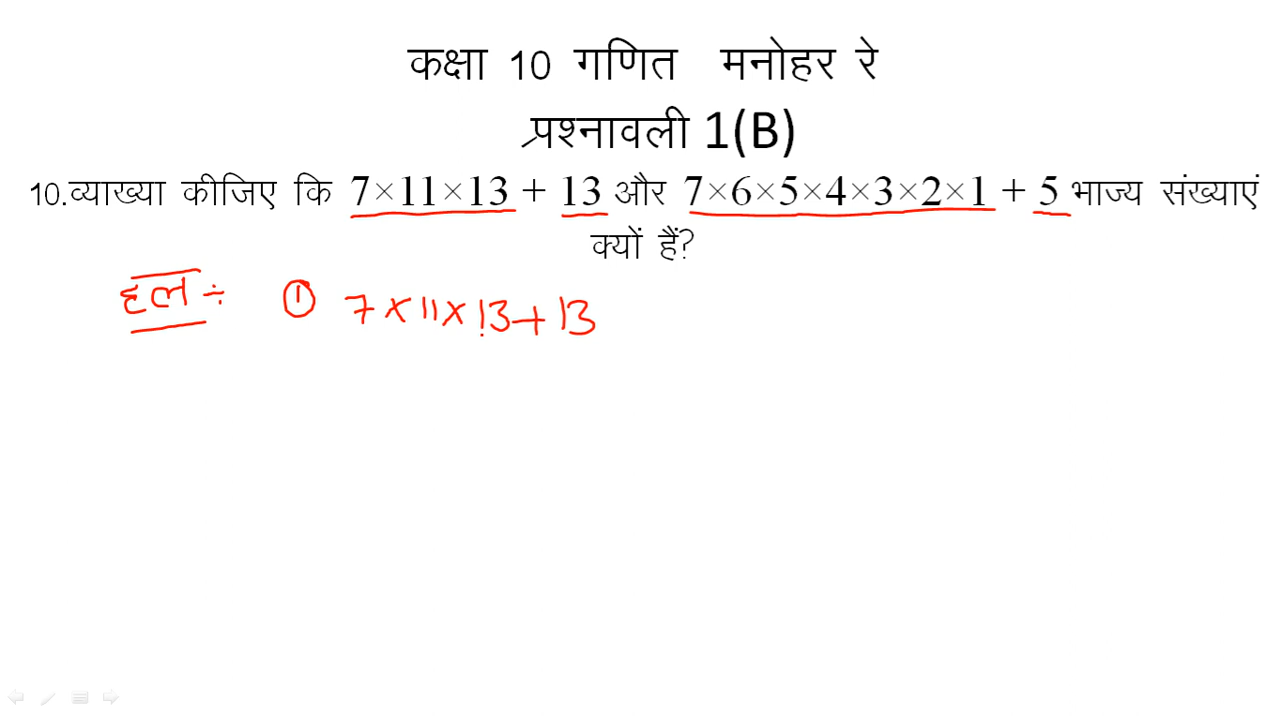 कक्षा 10 गणित मनोहर रे
प्रश्नावली 1(B)
10.व्याख्या कीजिए कि 7×11×13 + 13 और 7×6×5×4×3×2×1 + 5 भाज्य संख्याएं
क्यों हैं?
हल ÷ ① 7×11×13+13